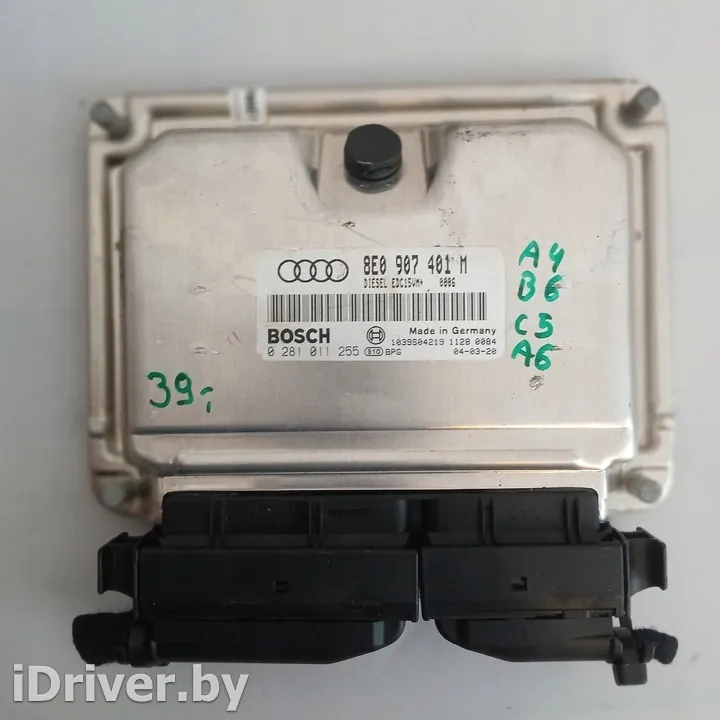 8E0 907 401 M
DIESEL EDC15VM+ 0006
BOSCH
Made in Germany
0 281 011 255 810 BPG
1039S04219 1128 0084
04-03-20
A4
B6
C5
A6
39,-
iDriver.by